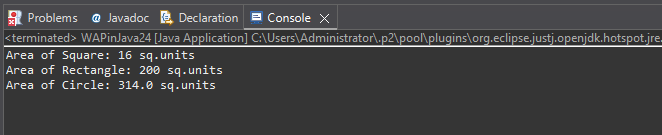 Problems Javadoc Declaration Console
<terminated> WAPinJava24 [Java Application] C:\Users\Administrator\.p2\pool\plugins\org.eclipse.justj.openjdk.hotspot.jre.
Area of Square: 16 sq.units
Area of Rectangle: 200 sq.units
Area of Circle: 314.0 sq.units